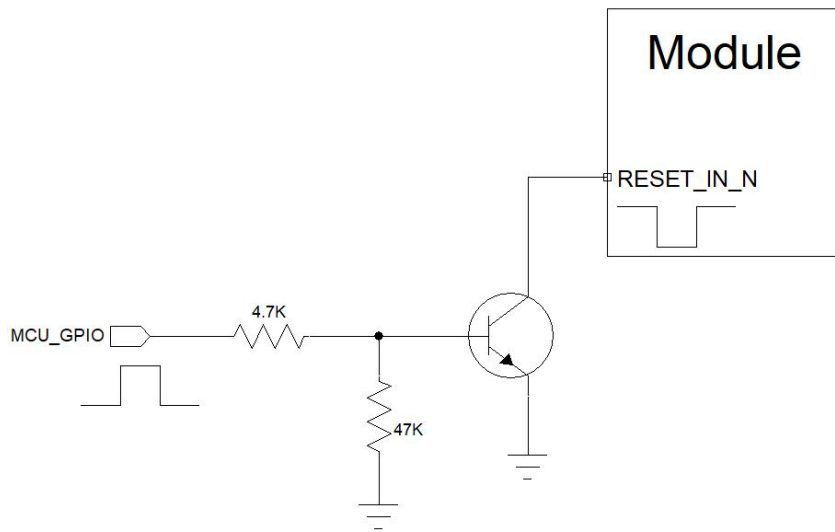 Module
RESET_IN_N
4.7K
MCU_GPIO
47K